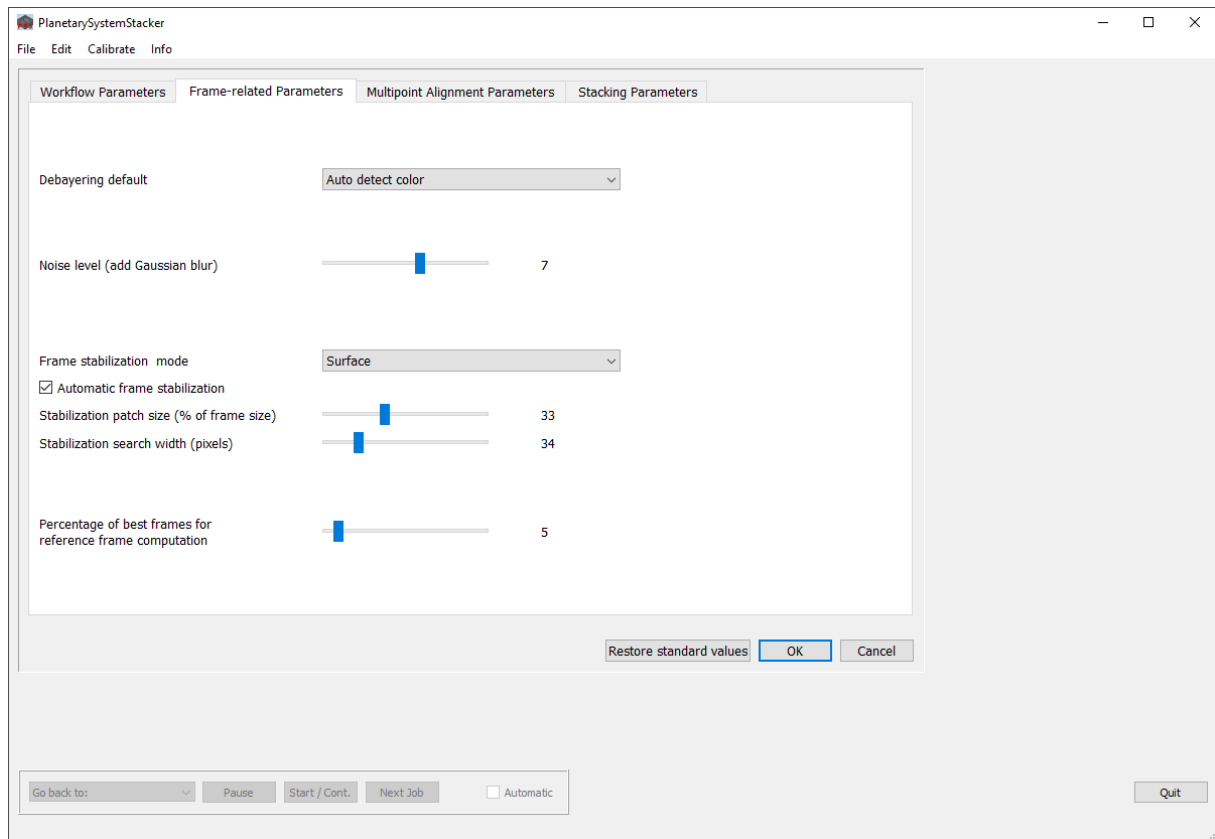 PlanetarySystemStacker
File Edit Calibrate Info
Workflow Parameters Frame-related Parameters Multipoint Alignment Parameters Stacking Parameters
Debayering default Auto detect color
Noise level (add Gaussian blur) 7
Frame stabilization mode Surface
Automatic frame stabilization
Stabilization patch size (% of frame size) 33
Stabilization search width (pixels) 34
Percentage of best frames for
reference frame computation 5
Restore standard values OK Cancel
Go back to: Pause Start / Cont. Next Job Automatic Quit